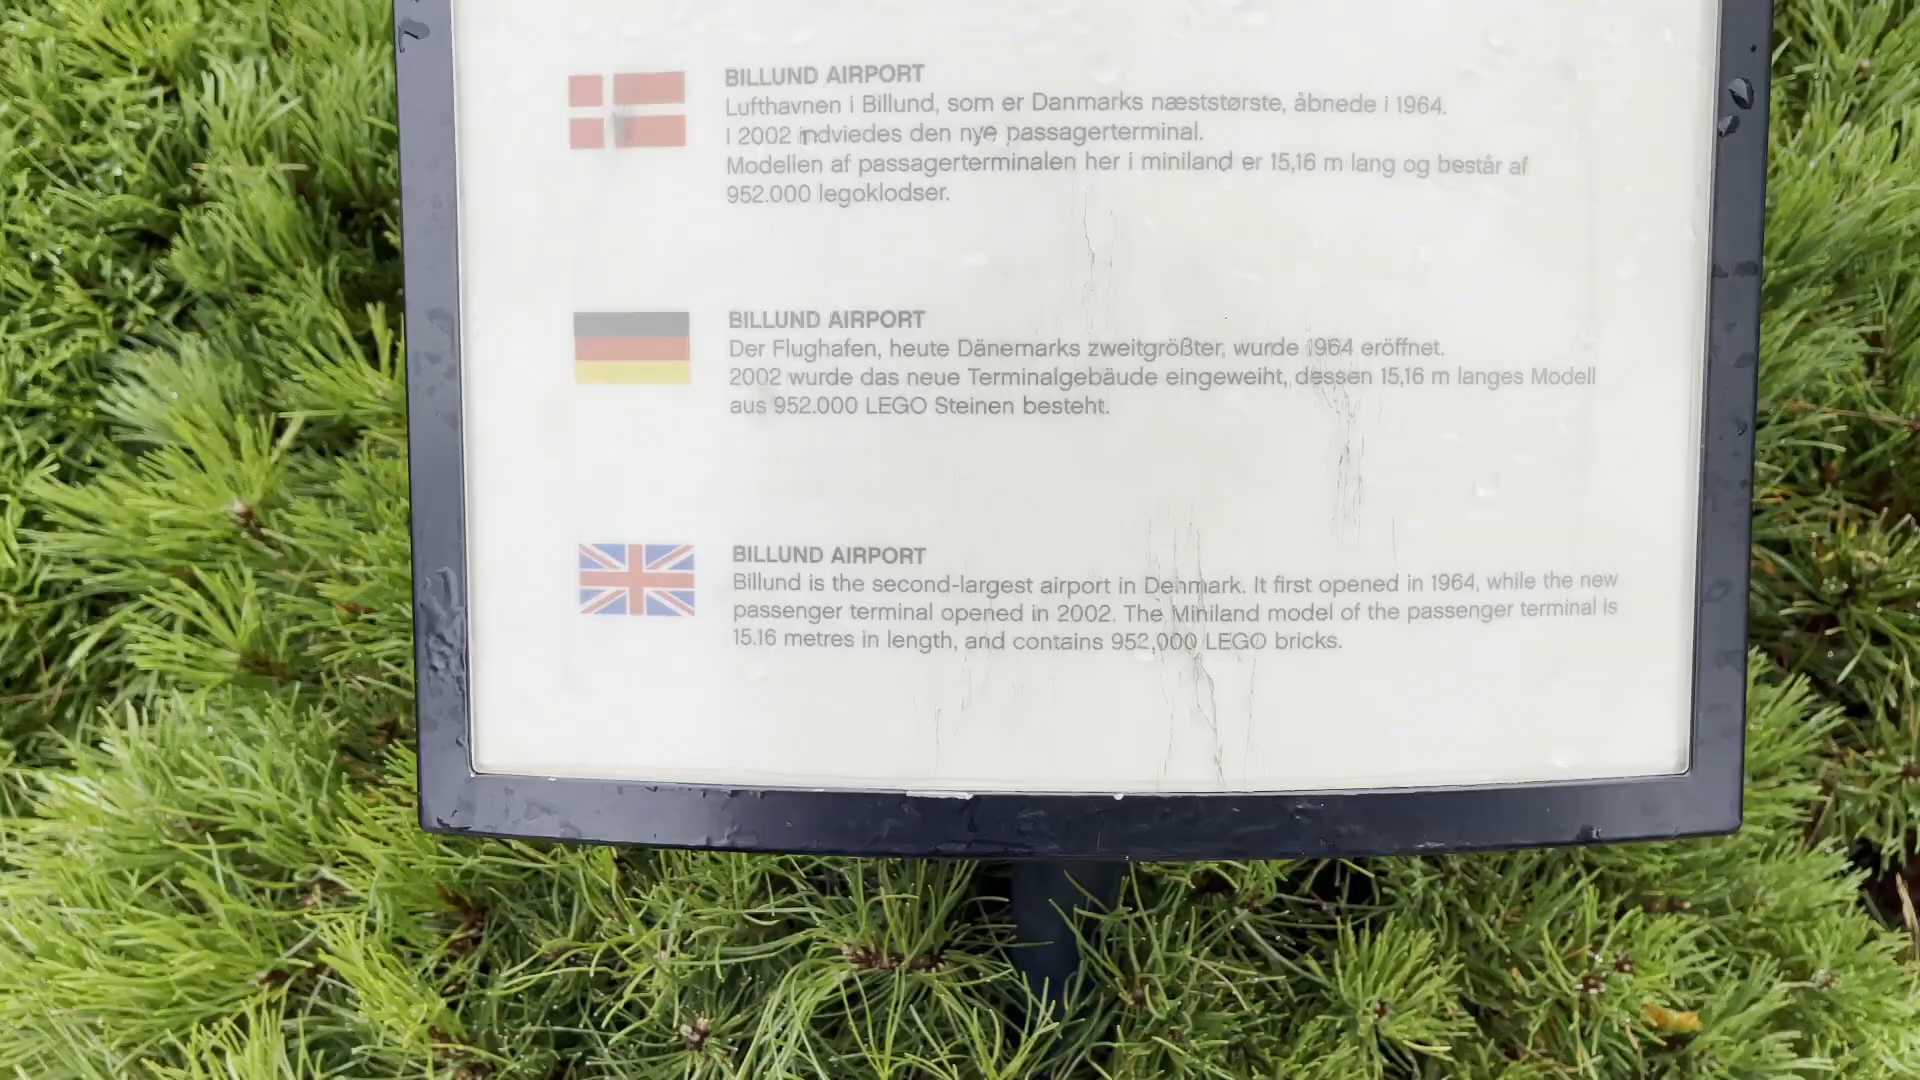 BILLUND AIRPORT
Lufthavnen i Billund, som er Danmarks næststørste, åbnede i 1964.
I 2002 indviedes den nye passagerterminal.
Modellen af passagerterminalen her i miniland er 15,16 m lang og består af
952.000 legoklodser.
BILLUND AIRPORT
Der Flughafen, heute Dänemarks zweitgrößter, wurde 1964 eröffnet.
2002 wurde das neue Terminalgebäude eingeweiht, dessen 15,16 m langes Modell
aus 952.000 LEGO Steinen besteht.
BILLUND AIRPORT
Billund is the second-largest airport in Denmark. It first opened in 1964, while the new
passenger terminal opened in 2002. The Miniland model of the passenger terminal is
15.16 metres in length, and contains 952,000 LEGO bricks.